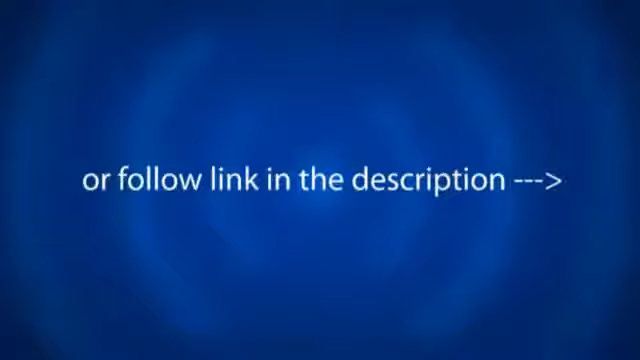 or follow link in the description --->